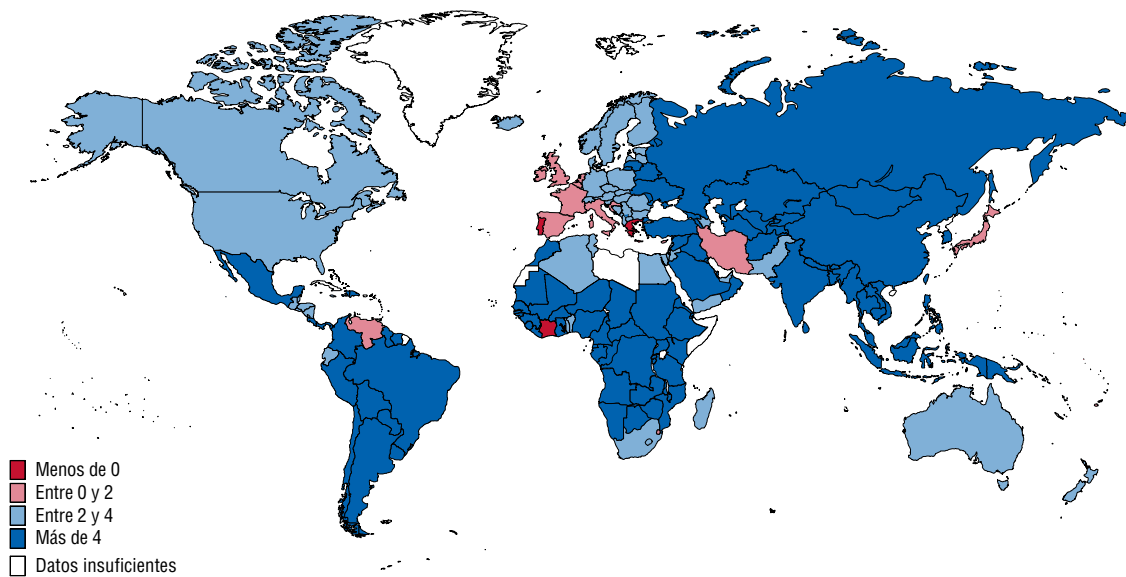 Menos de 0
Entre 0 y 2
Entre 2 y 4
Más de 4
Datos insuficientes